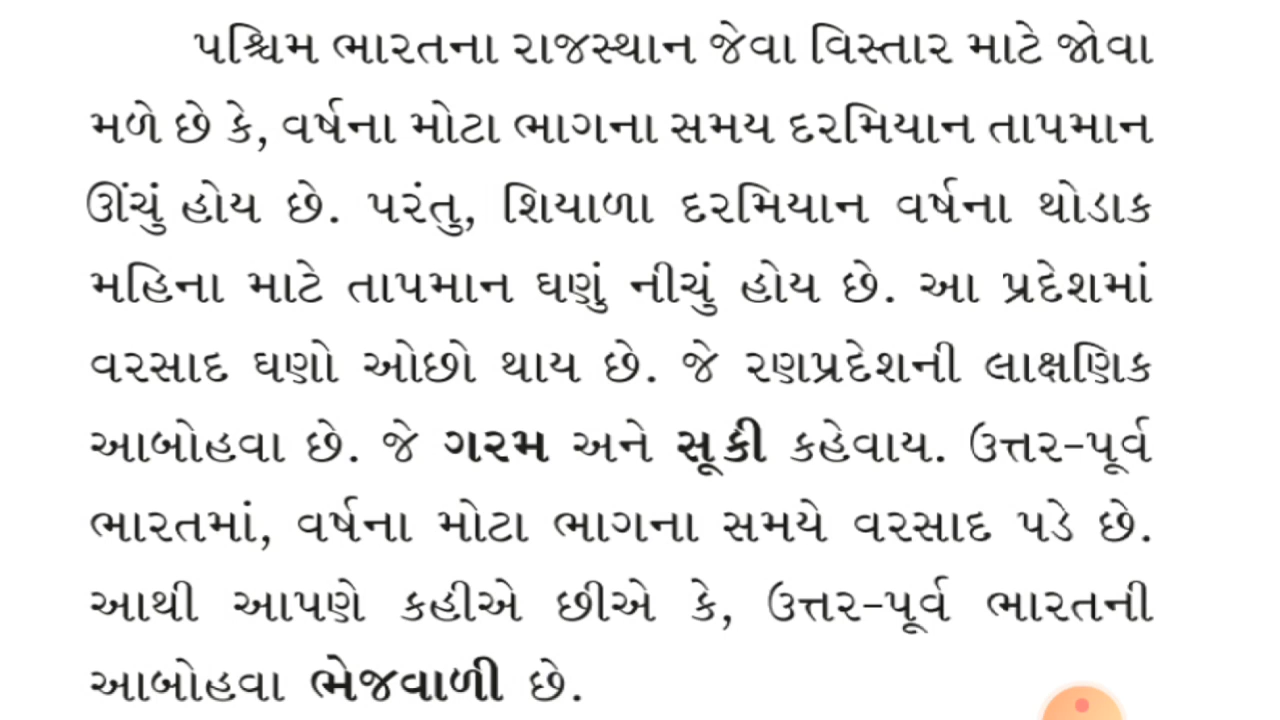 પશ્ચિમ ભારતના રાજસ્થાન જેવા વિસ્તાર માટે જોવા
મળે છે કે, વર્ષના મોટા ભાગના સમય દરમિયાન તાપમાન
ઊંચું હોય છે. પરંતુ, શિયાળા દરમિયાન વર્ષના થોડાક
મહિના માટે તાપમાન ઘણું નીચું હોય છે. આ પ્રદેશમાં
વરસાદ ઘણો ઓછો થાય છે. જે રણપ્રદેશની લાક્ષણિક
આબોહવા છે. જે ગરમ અને સૂકી કહેવાય. ઉત્તર-પૂર્વ
ભારતમાં, વર્ષના મોટા ભાગના સમયે વરસાદ પડે છે.
આથી આપણે કહીએ છીએ કે, ઉત્તર-પૂર્વ ભારતની
આબોહવા ભેજવાળી છે.